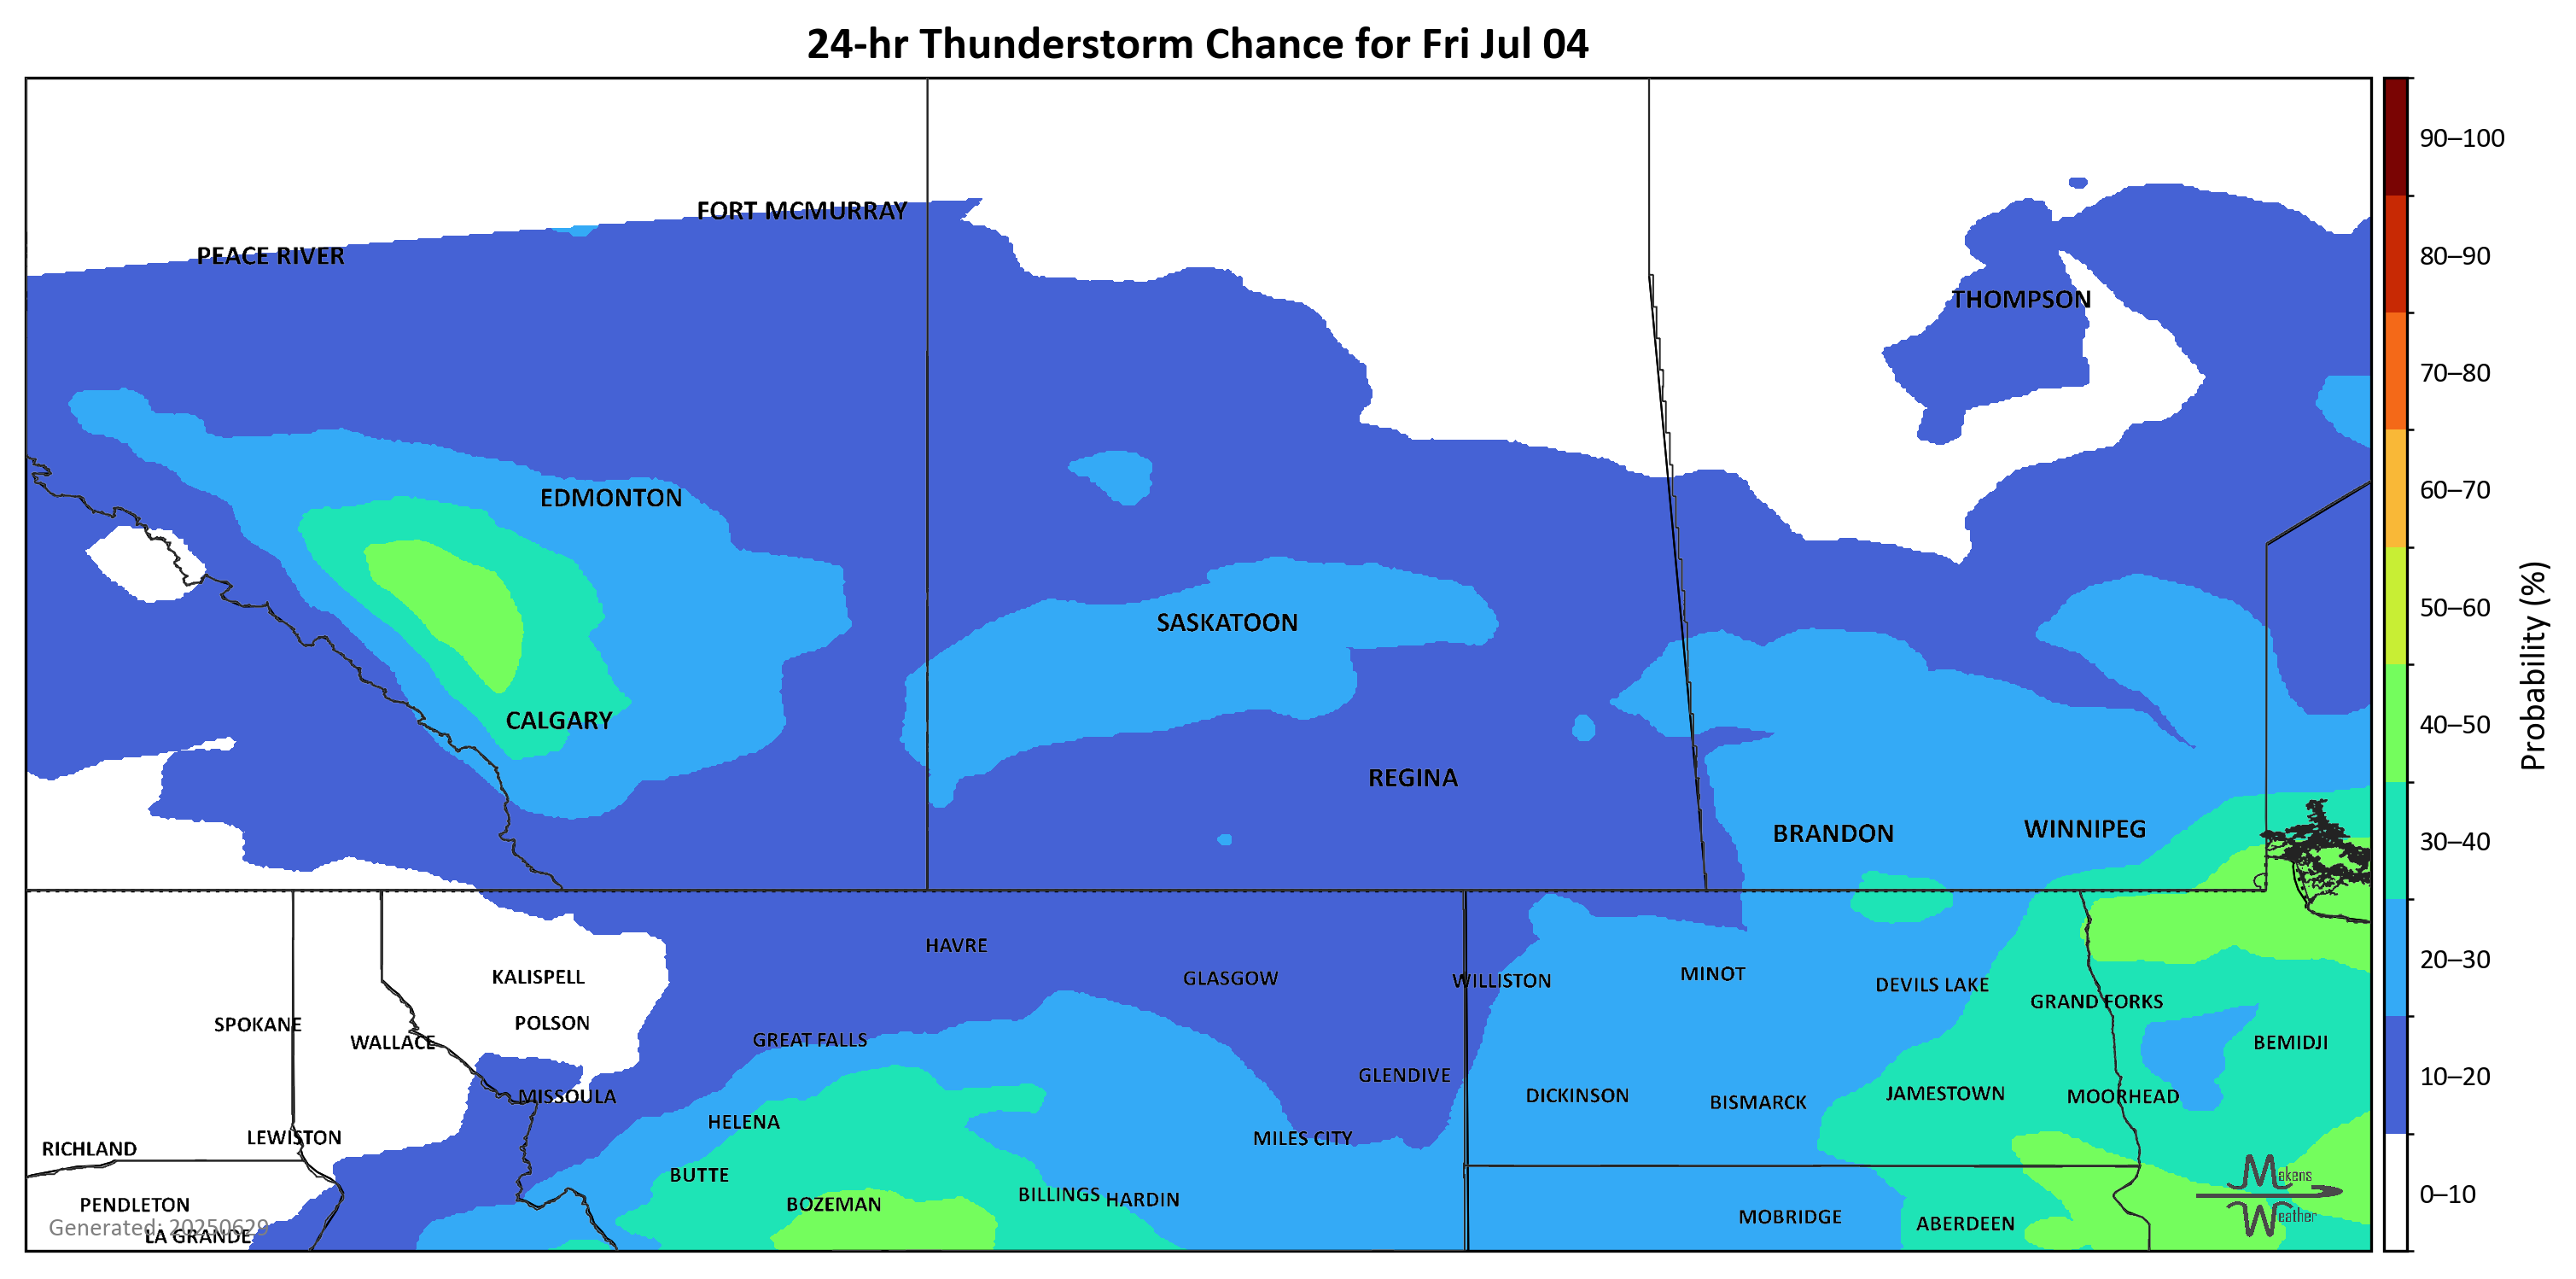 24-hr Thunderstorm Chance for Fri Jul 04
90–100
FORT MCMURRAY
PEACE RIVER
80–90
THOMPSON
70–80
EDMONTON
60–70
SASKATOON
50–60
CALGARY
40–50
Probability (%)
REGINA
BRANDON
WINNIPEG
30–40
HAVRE
KALISPELL
GLASGOW
WILLISTON
MINOT
DEVILS LAKE
20–30
SPOKANE
POLSON
GRAND FORKS
WALLACE
GREAT FALLS
BEMIDJI
GLENDIVE
10–20
MISSOULA
DICKINSON
BISMARCK
JAMESTOWN
MOORHEAD
HELENA
RICHLAND
LEWISTON
MILES CITY
BUTTE
Makens
PENDLETON
BOZEMAN
BILLINGS
HARDIN
0–10
Generated: 20250629
LA GRANDE
MOBRIDGE
ABERDEEN
Weather